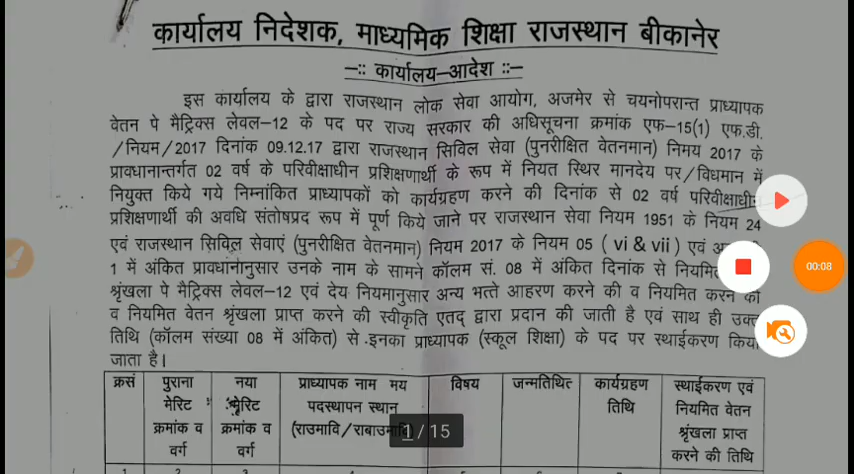 कार्यालय निदेशक, माध्यमिक शिक्षा राजस्थान बीकानेर
–:: कार्यालय–आदेश ::–
इस कार्यालय के द्वारा राजस्थान लोक सेवा आयोग, अजमेर से चयनोपरान्त प्राध्यापक
वेतन पे मैट्रिक्स लेवल–12 के पद पर राज्य सरकार की अधिसूचना क्रमांक एफ–15(1) एफ.डी.
/नियम/2017 दिनांक 09.12.17 द्वारा राजस्थान सिविल सेवा (पुनरीक्षित वेतनमान) निमय 2017 के
प्रावधानान्तर्गत 02 वर्ष के परिवीक्षाधीन प्रशिक्षणार्थी के रूप में नियत स्थिर मानदेय पर/विधमान में
नियुक्त किये गये निम्नांकित प्राध्यापकों को कार्यग्रहण करने की दिनांक से 02 वर्ष परिवीक्षाधीन
प्रशिक्षणार्थी की अवधि संतोषप्रद रूप में पूर्ण किये जाने पर राजस्थान सेवा नियम 1951 के नियम 24
एवं राजस्थान सिविल सेवाएं (पुनरीक्षित वेतनमान) नियम 2017 के नियम 05 ( vi & vii ) एवं
1 में अंकित प्रावधानानुसार उनके नाम के सामने कॉलम सं. 08 में अंकित दिनांक से
श्रृंखला पे मैट्रिक्स लेवल–12 एवं देय नियमानुसार अन्य भत्ते आहरण करने की व नियमित करने की
व नियमित वेतन श्रृंखला प्राप्त करने की स्वीकृति एतद् द्वारा प्रदान की जाती है एवं साथ ही उक्त
तिथि (कॉलम संख्या 08 में अंकित) से इनका प्राध्यापक (स्कूल शिक्षा) के पद पर स्थाईकरण किया
जाता है।
क्रसं पुराना मेरिट क्रमांक व वर्ग नया मेरिट क्रमांक व वर्ग प्राध्यापक नाम मय पदस्थापन स्थान विषय जन्मतिथि कार्यग्रहण तिथि स्थाईकरण एवं नियमित वेतन श्रृंखला प्राप्त करने की तिथि
1/15
00:08